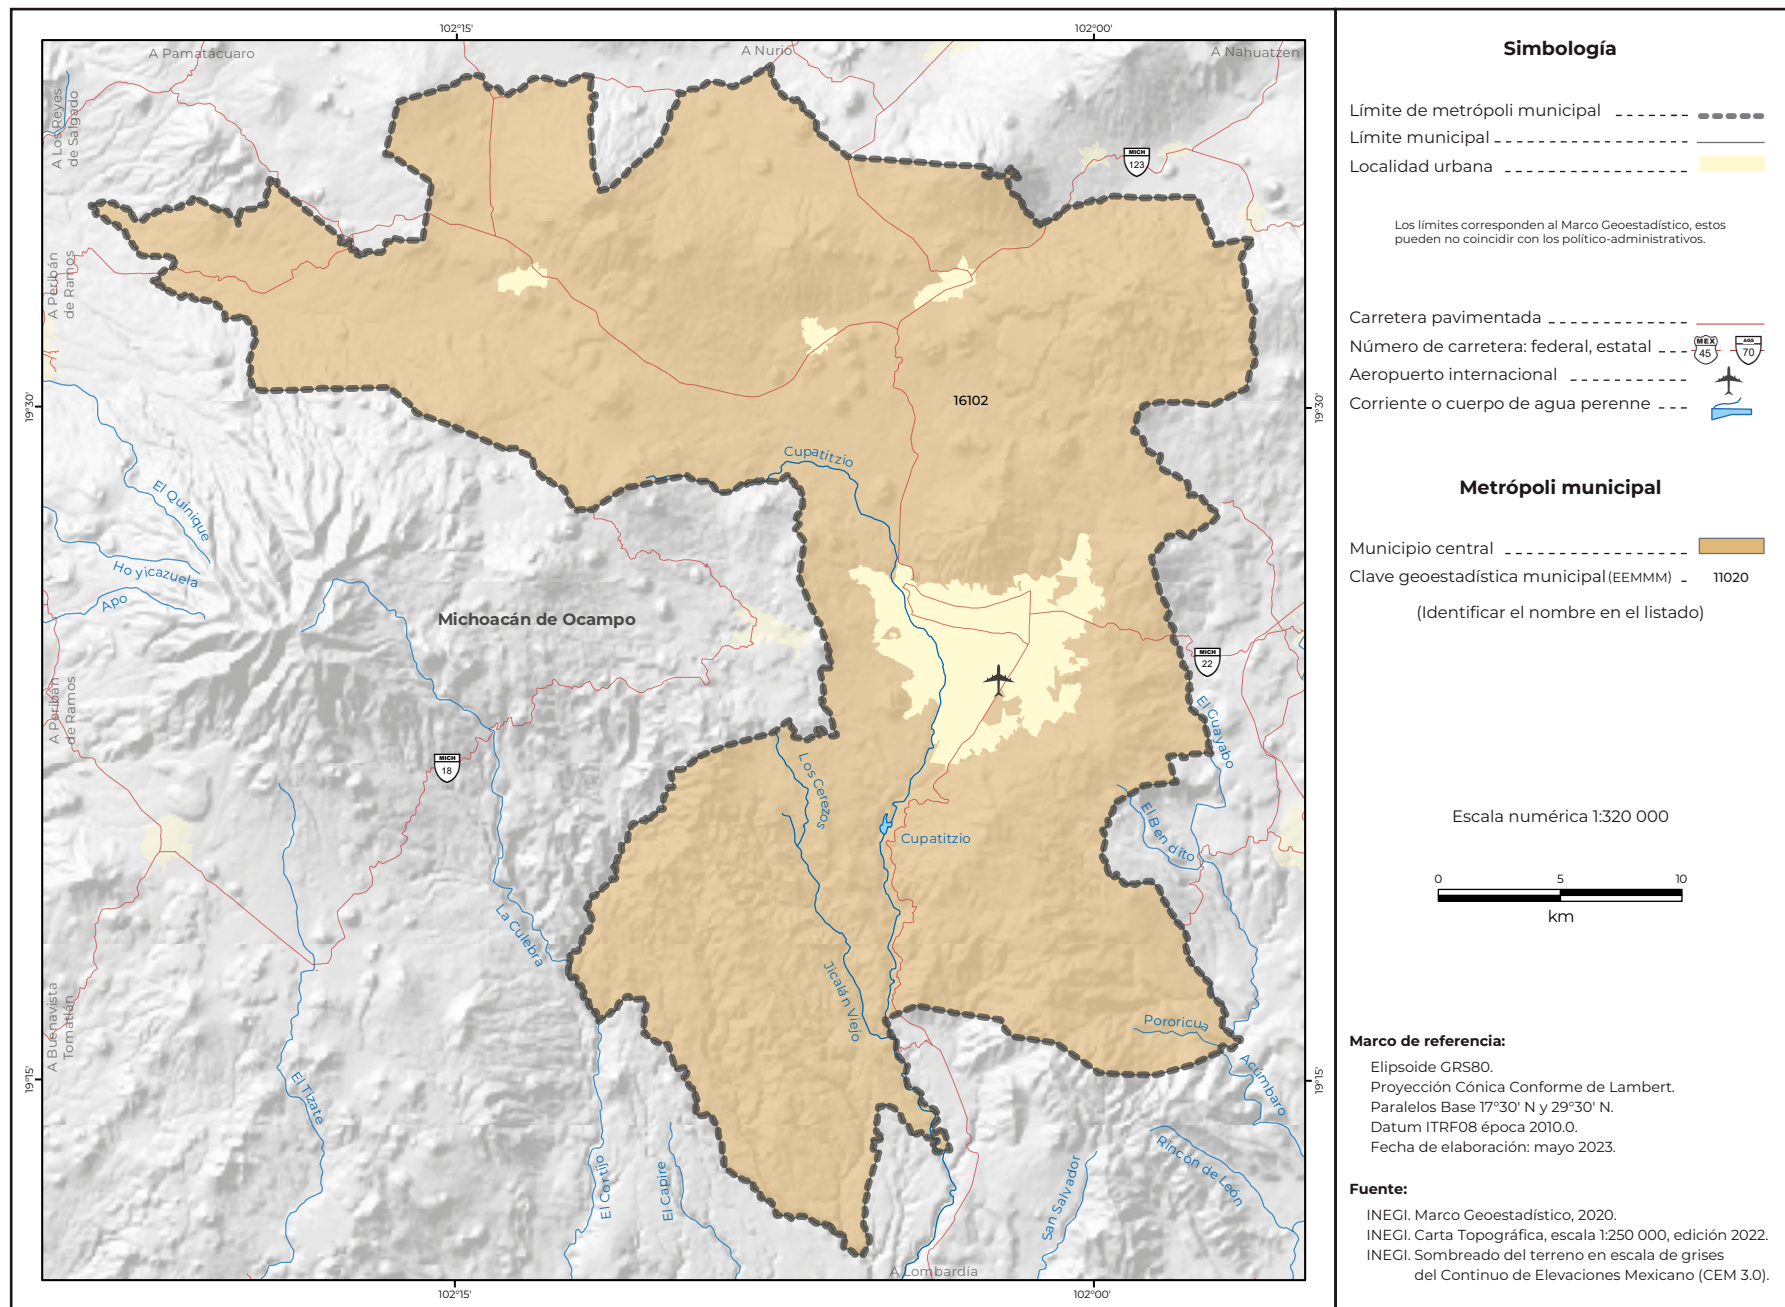 102°15'
102°00'
A Pamatácuaro
A Nurio
A Nahuatzen
A Los Reyes
de Salgado
MICH
123
A Peribán
de Ramos
19°30'
19°30'
16102
Cupatitzio
El Quinique
Ho yicazuela
Apo
Michoacán de Ocampo
MICH
22
A Peribán
de Ramos
El Guayabo
MICH
18
Los Cerezos
El Ben dito
Cupatitzio
La Culebra
Jicalán Viejo
A Buenavista
Tomatlán
Pororicua
19°15'
19°15'
El Tizate
Acúmbaro
Rincón de León
El Cortijo
El Capire
San Salvador
A Lombardía
102°15'
102°00'
Simbología
Límite de metrópoli municipal
Límite municipal
Localidad urbana
Los límites corresponden al Marco Geoestadístico, estos
pueden no coincidir con los político-administrativos.
Carretera pavimentada
Número de carretera: federal, estatal
MEX
45
AGS
70
Aeropuerto internacional
Corriente o cuerpo de agua perenne
Metrópoli municipal
Municipio central
Clave geoestadística municipal(EEMMM) 11020
(Identificar el nombre en el listado)
Escala numérica 1:320 000
0 5 10
km
Marco de referencia:
Elipsoide GRS80.
Proyección Cónica Conforme de Lambert.
Paralelos Base 17°30' N y 29°30' N.
Datum ITRF08 época 2010.0.
Fecha de elaboración: mayo 2023.
Fuente:
INEGI. Marco Geoestadístico, 2020.
INEGI. Carta Topográfica, escala 1:250 000, edición 2022.
INEGI. Sombreado del terreno en escala de grises
del Continuo de Elevaciones Mexicano (CEM 3.0).